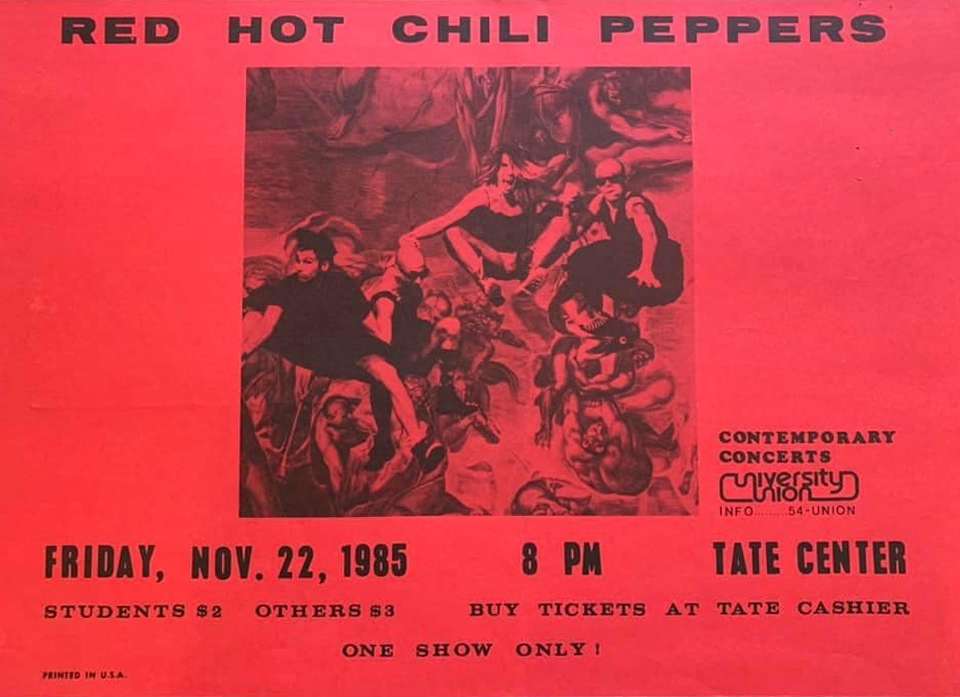 RED HOT CHILI PEPPERS
CONTEMPORARY
CONCERTS
University
Union
INFO.........54-UNION
FRIDAY, NOV. 22, 1985 8 PM TATE CENTER
STUDENTS $2 OTHERS $3 BUY TICKETS AT TATE CASHIER
ONE SHOW ONLY!
PRINTED IN U.S.A.